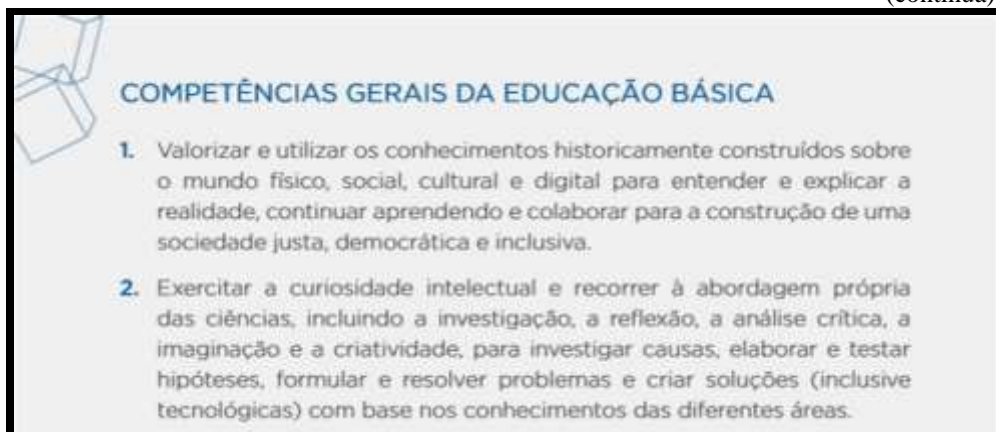 (continua)
COMPETÊNCIAS GERAIS DA EDUCAÇÃO BÁSICA
1. Valorizar e utilizar os conhecimentos historicamente construídos sobre
o mundo físico, social, cultural e digital para entender e explicar a
realidade, continuar aprendendo e colaborar para a construção de uma
sociedade justa, democrática e inclusiva.
2. Exercitar a curiosidade intelectual e recorrer à abordagem própria
das ciências, incluindo a investigação, a reflexão, a análise crítica, a
imaginação e a criatividade, para investigar causas, elaborar e testar
hipóteses, formular e resolver problemas e criar soluções (inclusive
tecnológicas) com base nos conhecimentos das diferentes áreas.